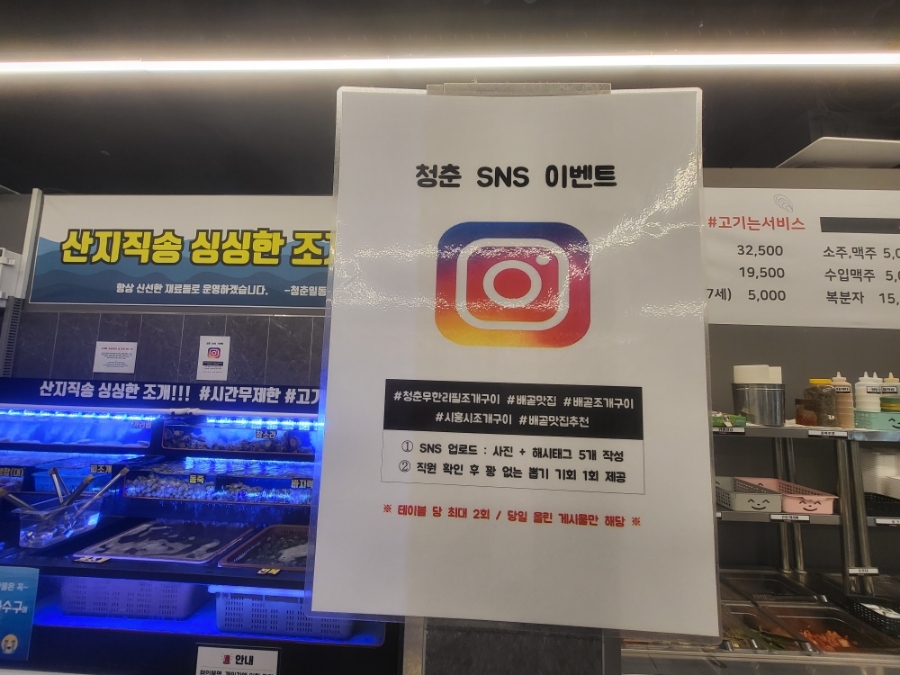 청춘 SNS 이벤트
#청춘무한리필조개구이 #배곧맛집 #배곧조개구이
#시흥시조개구이 #배곧맛집추천
① SNS 업로드 : 사진 + 해시태그 5개 작성
② 직원 확인 후 꽝 없는 뽑기 기회 1회 제공
※ 테이블 당 최대 2회 / 당일 올린 게시물만 해당 ※
산지직송 싱싱한 조개
항상 신선한 재료들로 운영하겠습니다.
산지직송 싱싱한 조개!!! #시간무제한
동죽
#고기는서비스
32,500
19,500
7세) 5,000
소주,맥주
수입맥주
복분자
안내